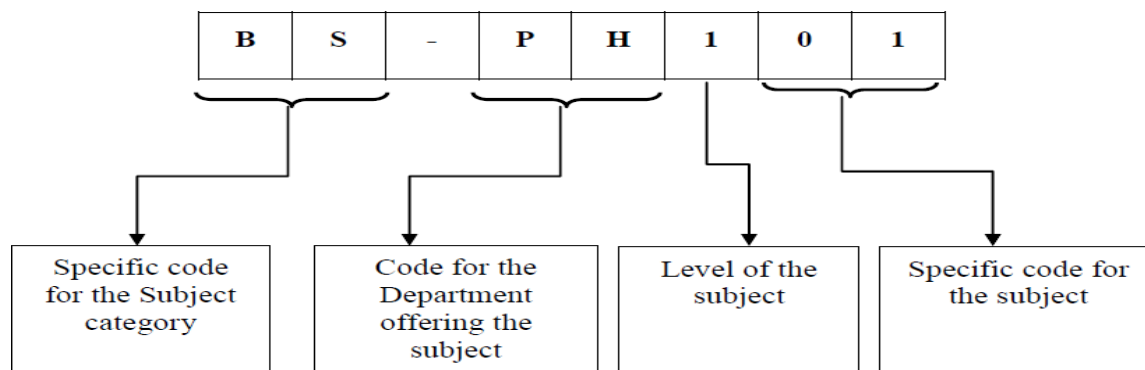 B S - P H 1 0 1
Specific code
for the Subject
category
Code for the
Department
offering the
subject
Level of the
subject
Specific code for
the subject